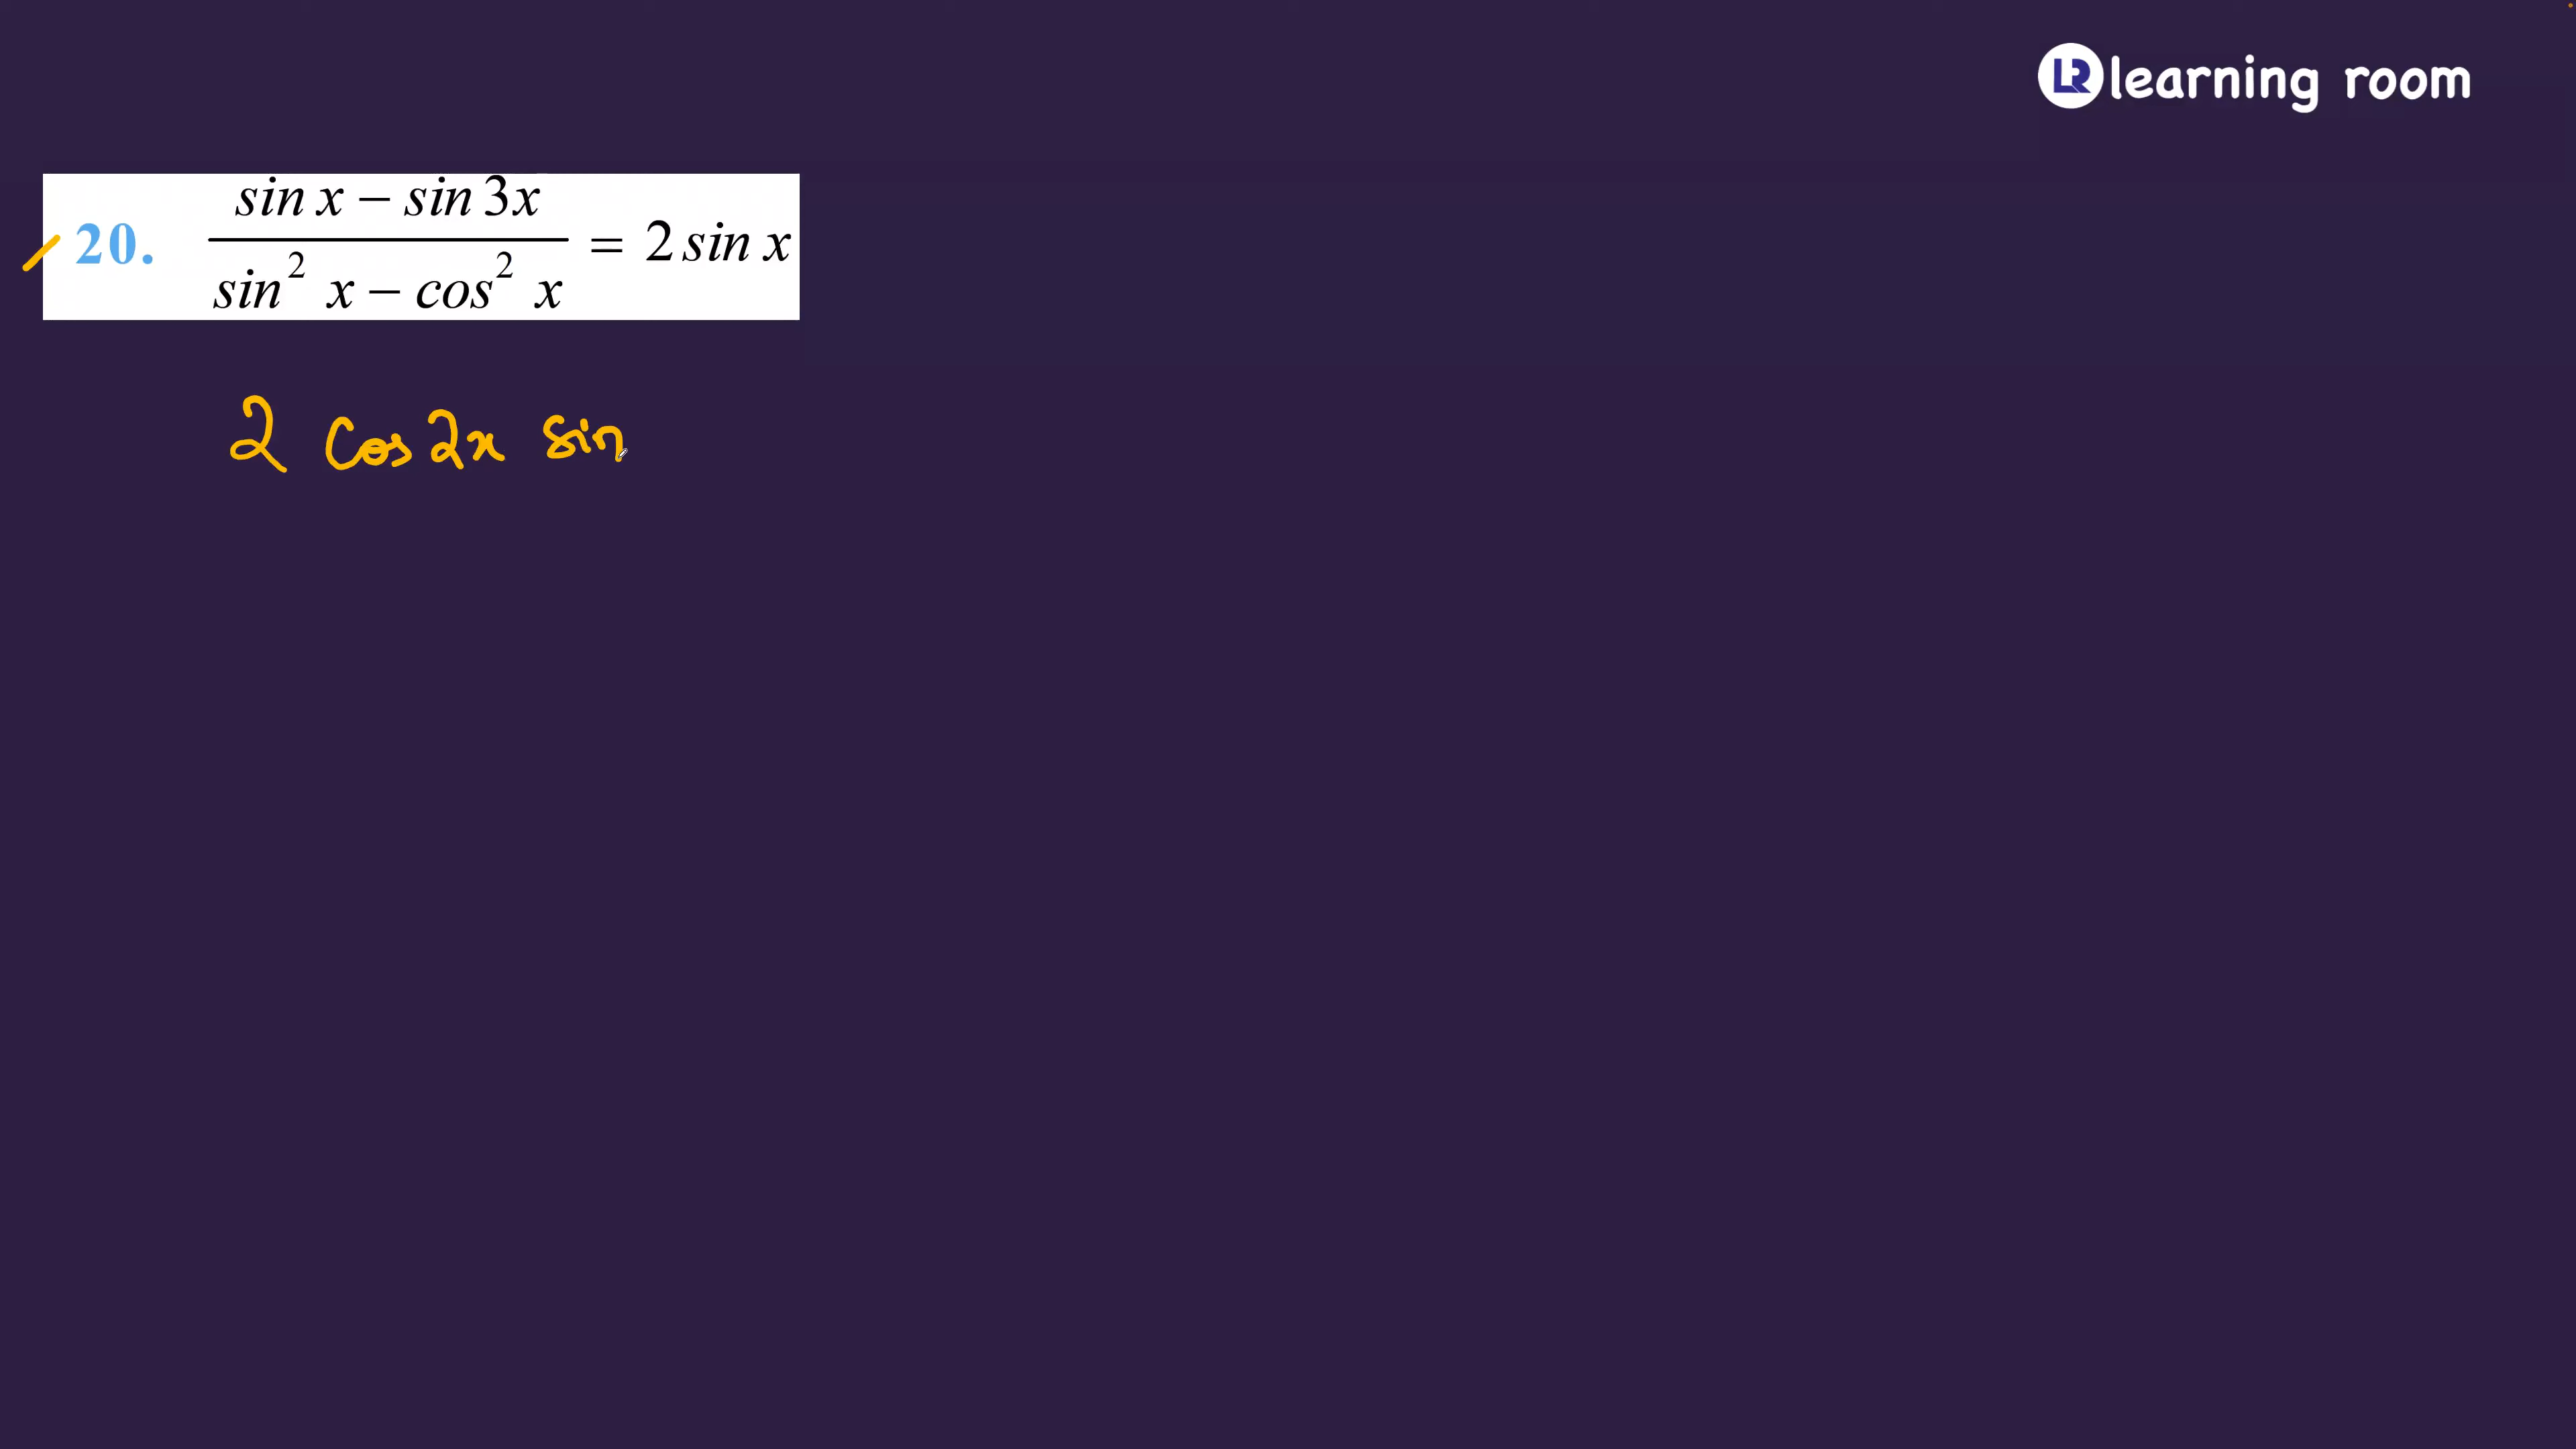 learning room
20. (sin x − sin 3x) / (sin² x − cos² x) = 2 sin x
2 cos 2x sin